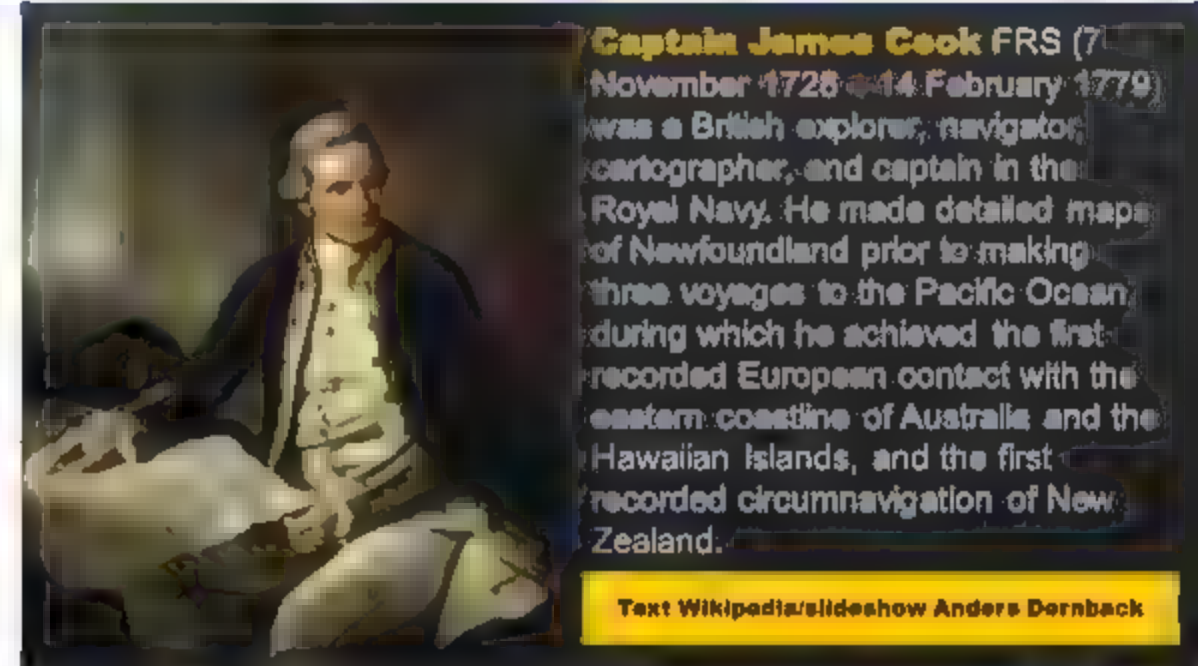 Captain James Cook FRS (7
November 1728 – 14 February 1779)
was a British explorer, navigator,
cartographer, and captain in the
Royal Navy. He made detailed maps
of Newfoundland prior to making
three voyages to the Pacific Ocean,
during which he achieved the first
recorded European contact with the
eastern coastline of Australia and the
Hawaiian Islands, and the first
recorded circumnavigation of New
Zealand.
Text Wikipedia/slideshow Anders Dernback